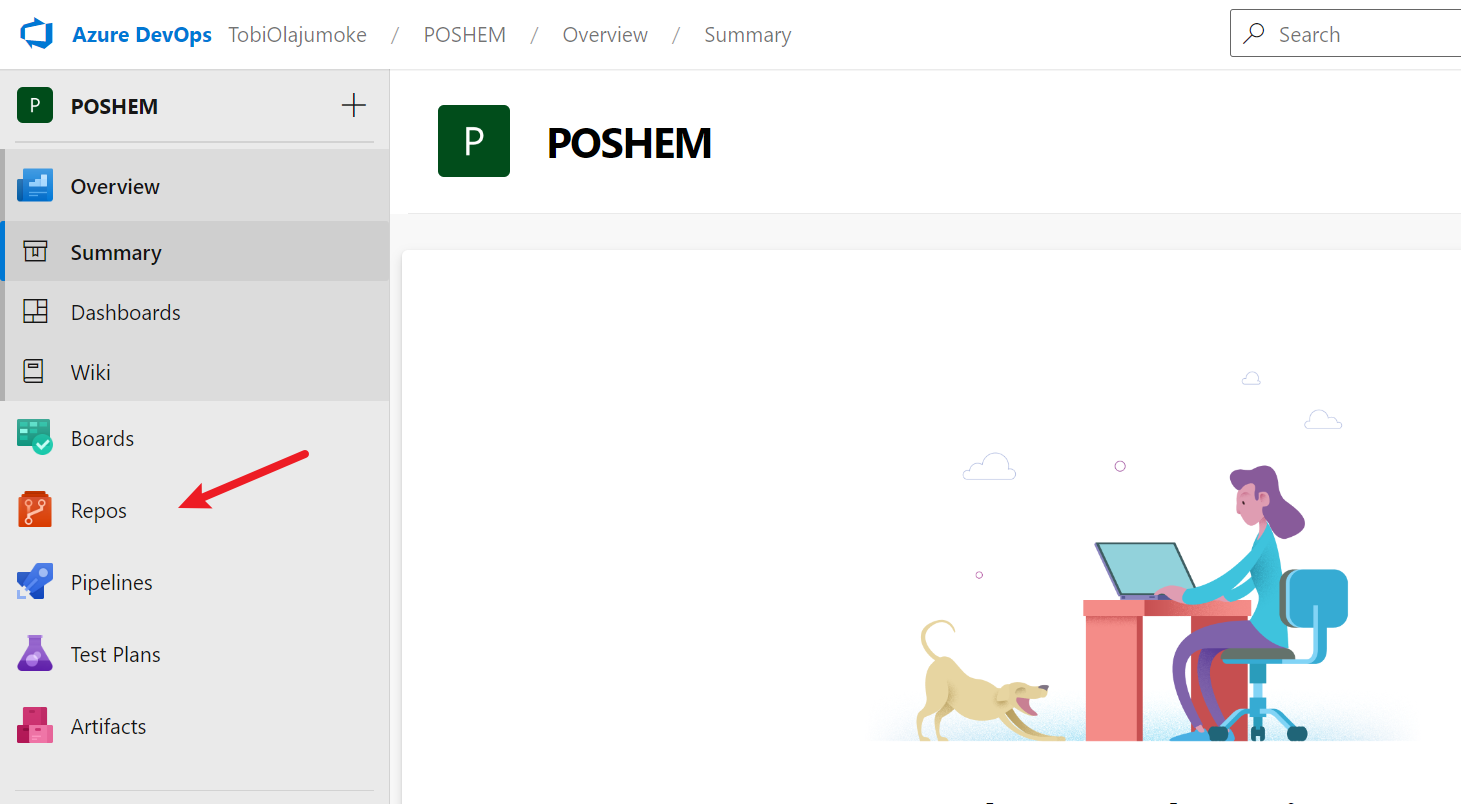 Azure DevOps TobiOlajumoke / POSHEM / Overview / Summary Search
P POSHEM +
P POSHEM
Overview
Summary
Dashboards
Wiki
Boards
Repos
Pipelines
Test Plans
Artifacts